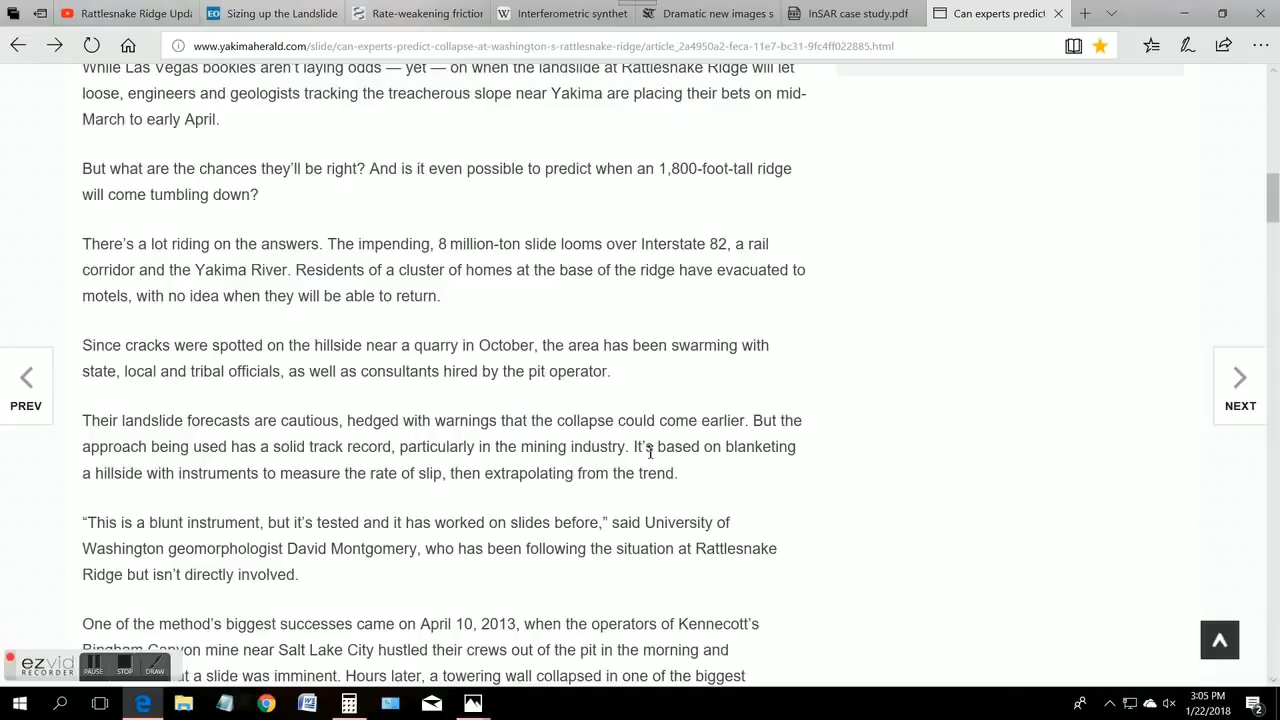 Rattlesnake Ridge Upda
Sizing up the Landslide
Rate-weakening friction
Interferometric synthet
Dramatic new images s
InSAR case study.pdf
Can experts predict
www.yakimaherald.com/slide/can-experts-predict-collapse-at-washington-s-rattlesnake-ridge/article_2a4950a2-feca-11e7-bc31-9fc4ff022885.html
While Las Vegas bookies aren't laying odds — yet — on when the landslide at Rattlesnake Ridge will let
loose, engineers and geologists tracking the treacherous slope near Yakima are placing their bets on mid-
March to early April.
But what are the chances they'll be right? And is it even possible to predict when an 1,800-foot-tall ridge
will come tumbling down?
There's a lot riding on the answers. The impending, 8 million-ton slide looms over Interstate 82, a rail
corridor and the Yakima River. Residents of a cluster of homes at the base of the ridge have evacuated to
motels, with no idea when they will be able to return.
Since cracks were spotted on the hillside near a quarry in October, the area has been swarming with
state, local and tribal officials, as well as consultants hired by the pit operator.
PREV
NEXT
Their landslide forecasts are cautious, hedged with warnings that the collapse could come earlier. But the
approach being used has a solid track record, particularly in the mining industry. It's based on blanketing
a hillside with instruments to measure the rate of slip, then extrapolating from the trend.
“This is a blunt instrument, but it's tested and it has worked on slides before,” said University of
Washington geomorphologist David Montgomery, who has been following the situation at Rattlesnake
Ridge but isn't directly involved.
One of the method's biggest successes came on April 10, 2013, when the operators of Kennecott's
Bingham Canyon mine near Salt Lake City hustled their crews out of the pit in the morning and
a slide was imminent. Hours later, a towering wall collapsed in one of the biggest
ezvid
RECORDER
PAUSE
STOP
DRAW
3:05 PM
1/22/2018
2